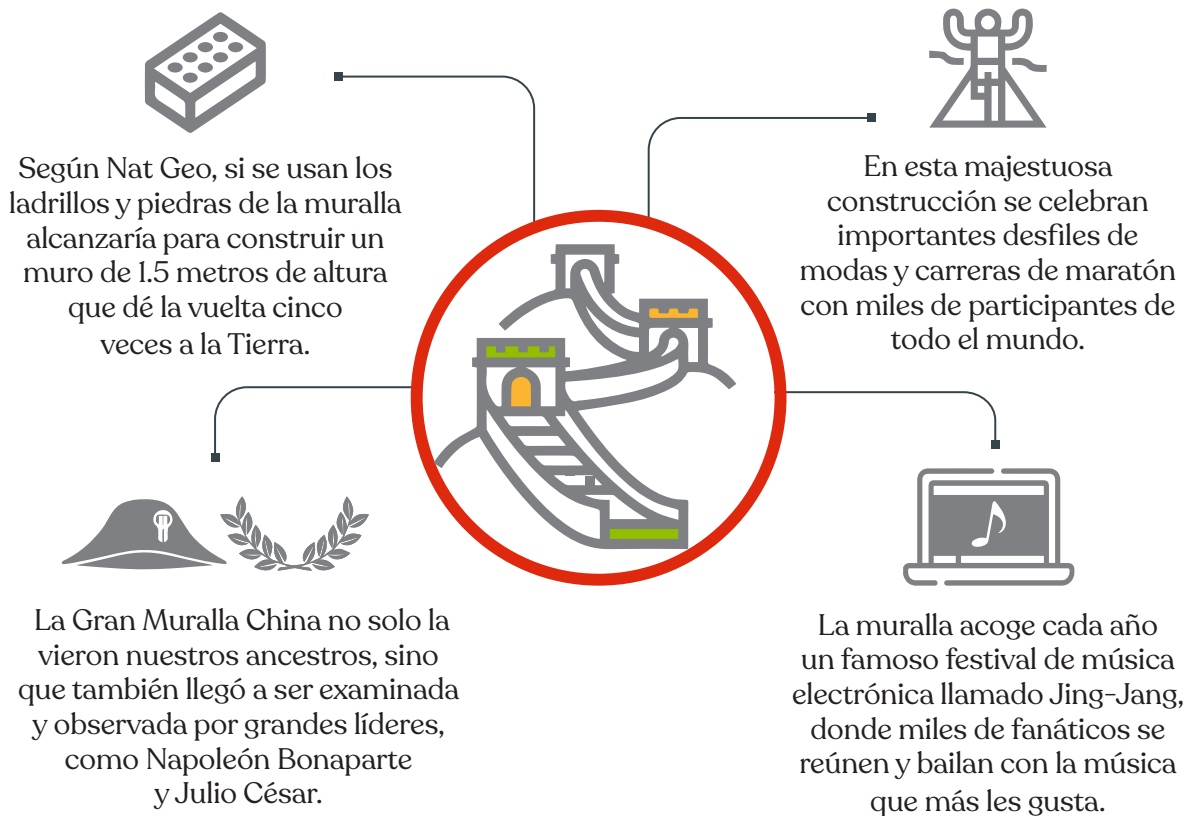 Según Nat Geo, si se usan los
ladrillos y piedras de la muralla
alcanzaría para construir un
muro de 1.5 metros de altura
que dé la vuelta cinco
veces a la Tierra.
En esta majestuosa
construcción se celebran
importantes desfiles de
modas y carreras de maratón
con miles de participantes de
todo el mundo.
La Gran Muralla China no solo la
vieron nuestros ancestros, sino
que también llegó a ser examinada
y observada por grandes líderes,
como Napoleón Bonaparte
y Julio César.
La muralla acoge cada año
un famoso festival de música
electrónica llamado Jing-Jang,
donde miles de fanáticos se
reúnen y bailan con la música
que más les gusta.